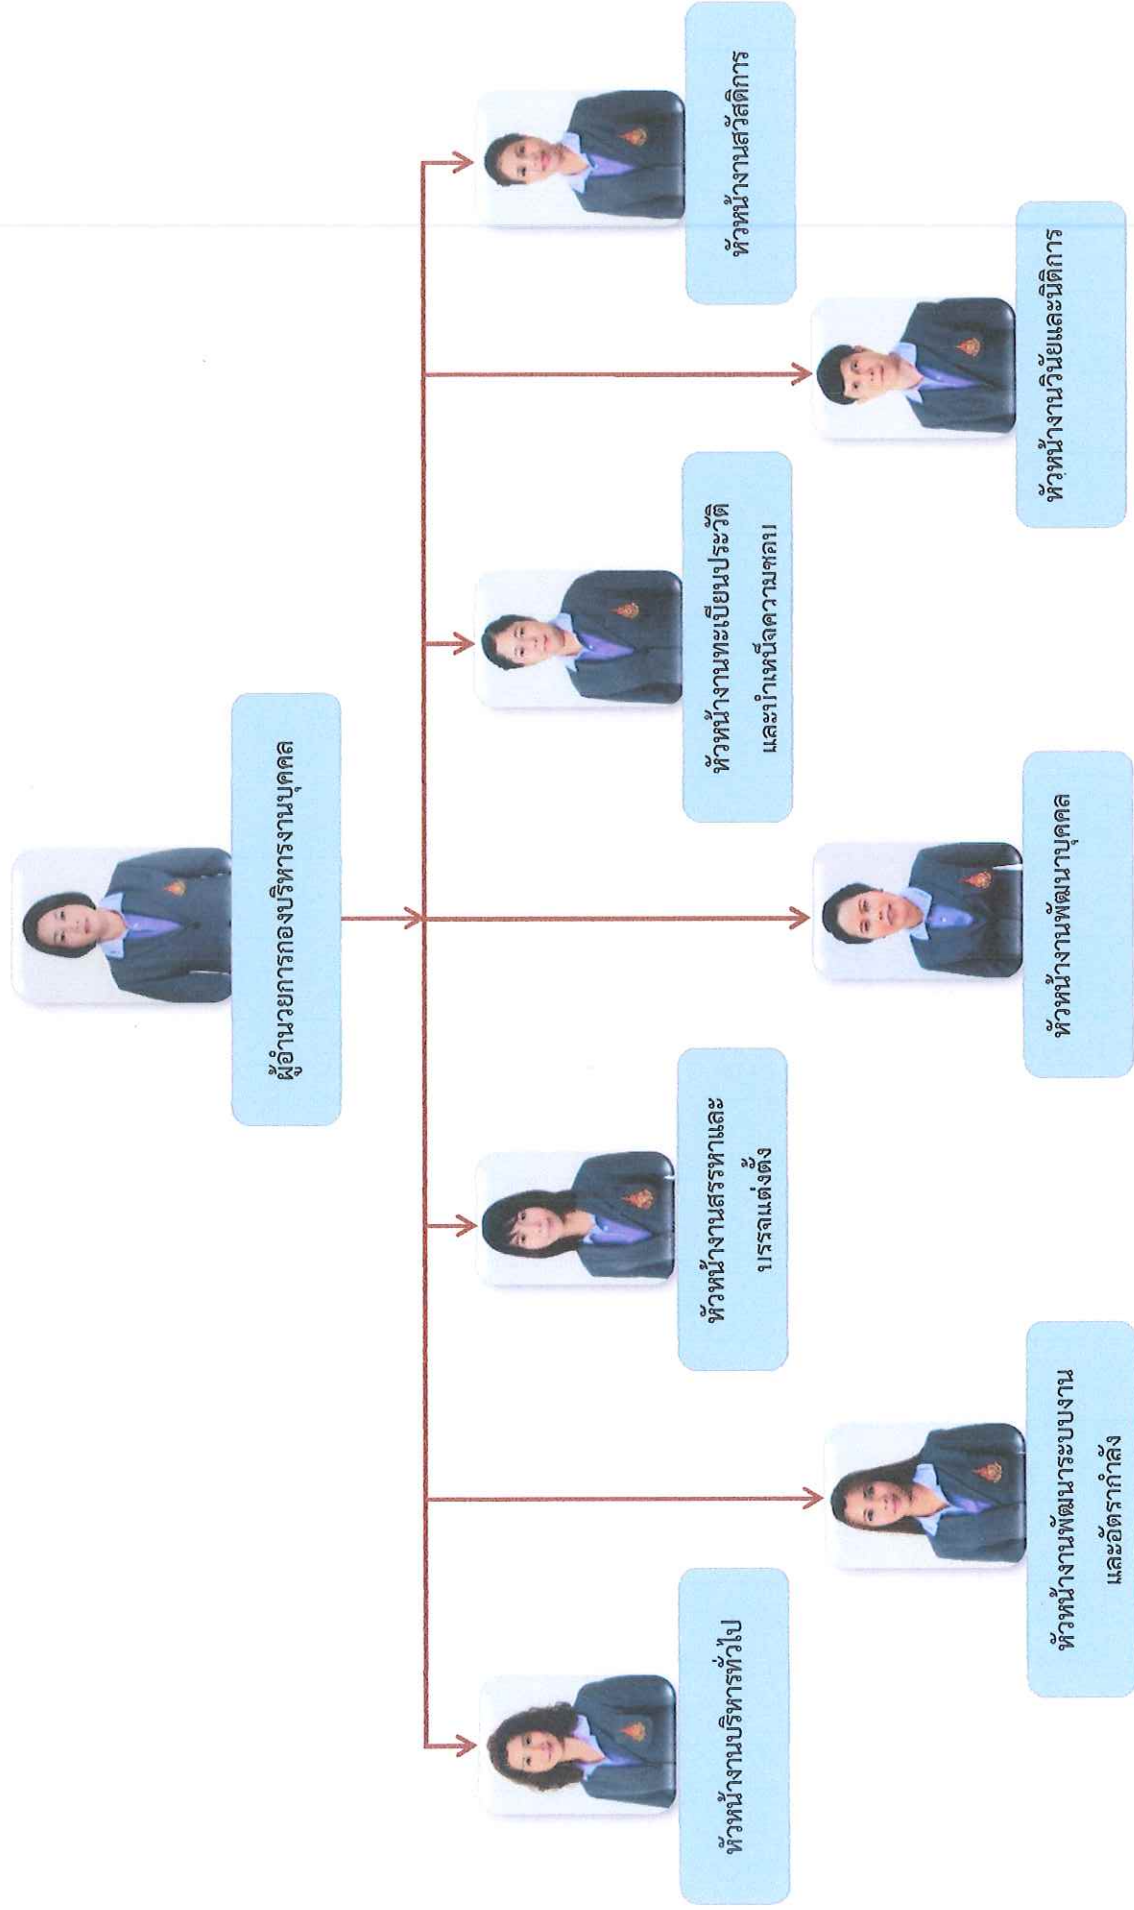 ผู้อำนวยการกองบริหารงานบุคคล
หัวหน้างานบริหารทั่วไป
หัวหน้างานสรรหาและ
บรรจุแต่งตั้ง
หัวหน้างานทะเบียนประวัติ
และบำเหน็จความชอบ
หัวหน้างานสวัสดิการ
หัวหน้างานพัฒนาระบบงาน
และอัตรากำลัง
หัวหน้างานพัฒนาบุคคล
หัวหน้างานวินัยและนิติการ